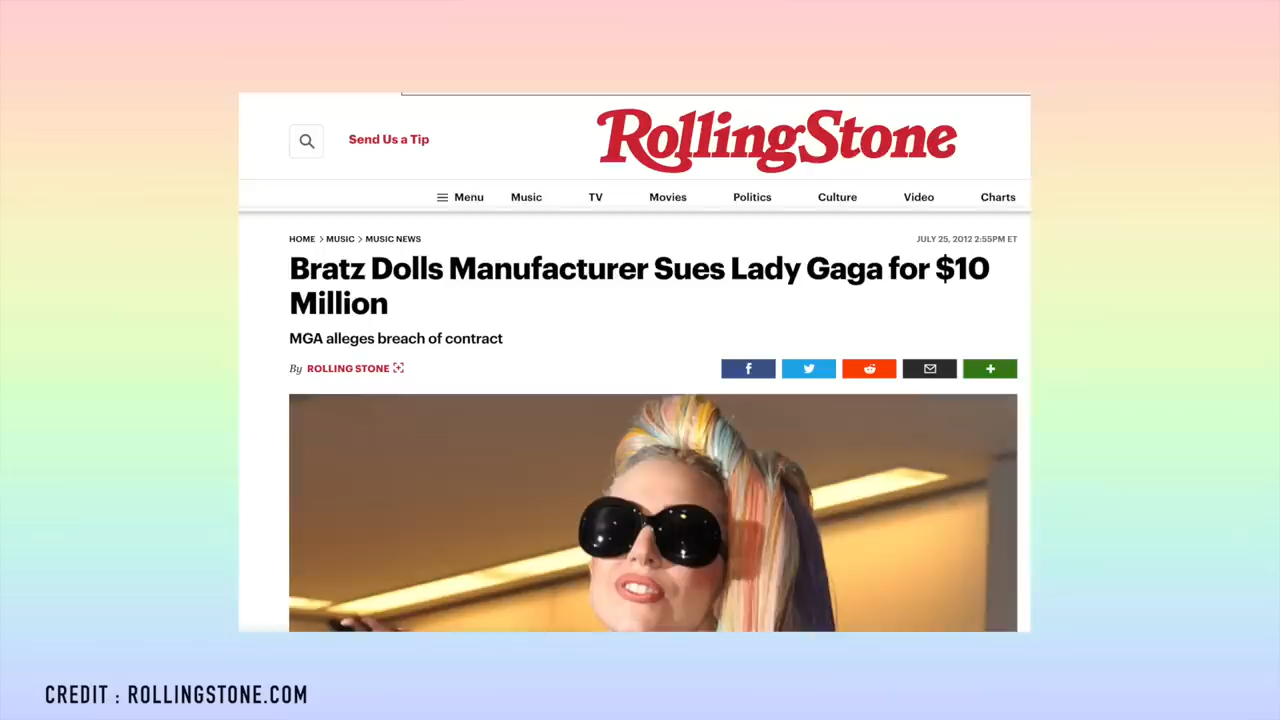 Send Us a Tip
RollingStone
Menu Music TV Movies Politics Culture Video Charts
HOME > MUSIC > MUSIC NEWS
JULY 25, 2012 2:55PM ET
Bratz Dolls Manufacturer Sues Lady Gaga for $10
Million
MGA alleges breach of contract
By ROLLING STONE
CREDIT : ROLLINGSTONE.COM